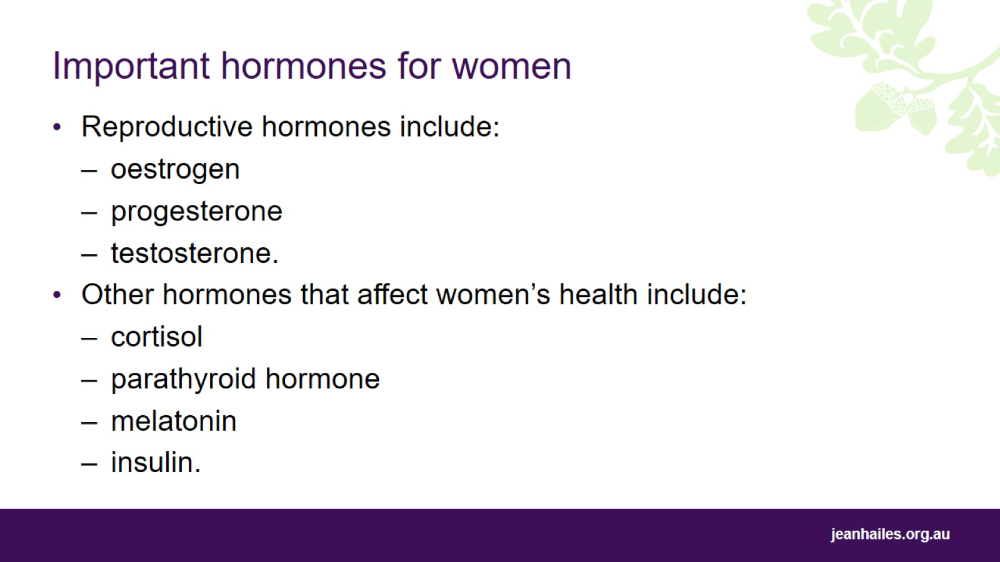 Important hormones for women
• Reproductive hormones include:
– oestrogen
– progesterone
– testosterone.
• Other hormones that affect women’s health include:
– cortisol
– parathyroid hormone
– melatonin
– insulin.
jeanhailes.org.au